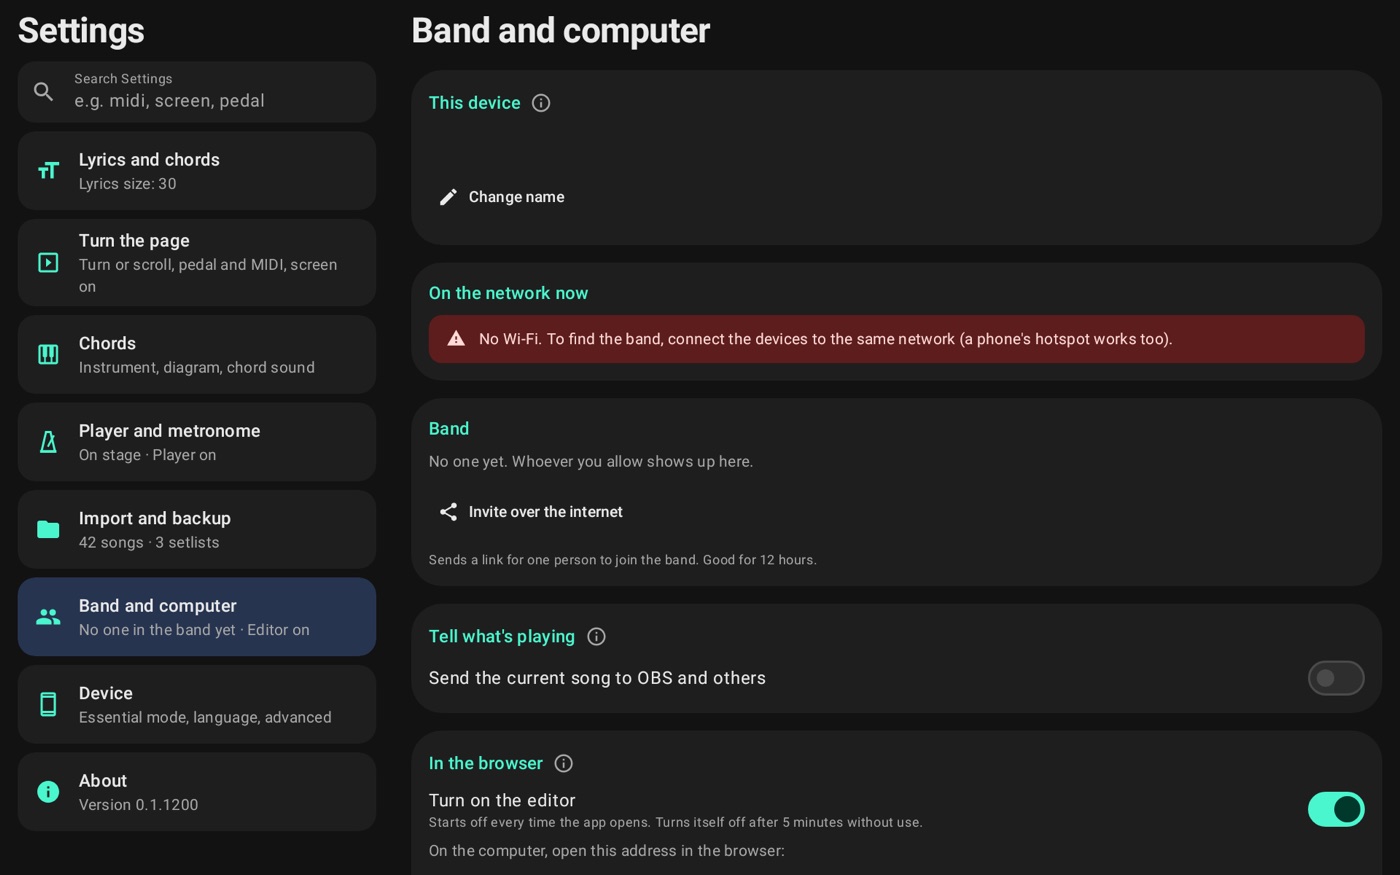 Settings
Search Settings
e.g. midi, screen, pedal
Lyrics and chords
Lyrics size: 30
Turn the page
Turn or scroll, pedal and MIDI, screen
on
Chords
Instrument, diagram, chord sound
Player and metronome
On stage · Player on
Import and backup
42 songs · 3 setlists
Band and computer
No one in the band yet · Editor on
Device
Essential mode, language, advanced
About
Version 0.1.1200
Band and computer
This device
Change name
On the network now
No Wi-Fi. To find the band, connect the devices to the same network (a phone's hotspot works too).
Band
No one yet. Whoever you allow shows up here.
Invite over the internet
Sends a link for one person to join the band. Good for 12 hours.
Tell what's playing
Send the current song to OBS and others
In the browser
Turn on the editor
Starts off every time the app opens. Turns itself off after 5 minutes without use.
On the computer, open this address in the browser: